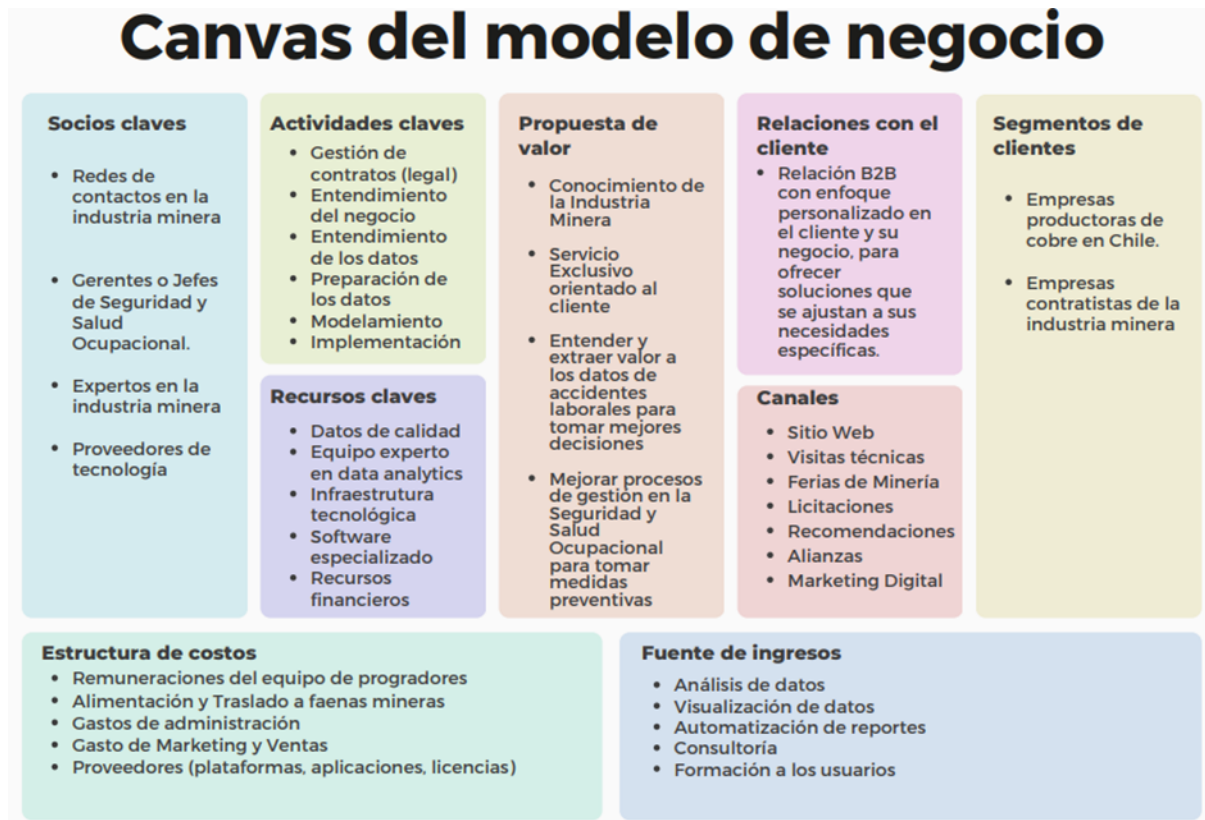 Canvas del modelo de negocio
Socios claves
• Redes de
contactos en la
industria minera
• Gerentes o Jefes
de Seguridad y
Salud
Ocupacional.
• Expertos en la
industria minera
• Proveedores de
tecnología
Actividades claves
• Gestión de
contratos (legal)
• Entendimiento
del negocio
• Entendimiento
de los datos
• Preparación de
los datos
• Modelamiento
• Implementación
Recursos claves
• Datos de calidad
• Equipo experto
en data analytics
• Infraestrutura
tecnológica
• Software
especializado
• Recursos
financieros
Propuesta de
valor
• Conocimiento de
la Industria
Minera
• Servicio
Exclusivo
orientado al
cliente
• Entender y
extraer valor a
los datos de
accidentes
laborales para
tomar mejores
decisiones
• Mejorar procesos
de gestión en la
Seguridad y
Salud
Ocupacional
para tomar
medidas
preventivas
Relaciones con el
cliente
• Relación B2B
con enfoque
personalizado en
el cliente y su
negocio, para
ofrecer
soluciones que
se ajustan a sus
necesidades
específicas.
Canales
• Sitio Web
• Visitas técnicas
• Ferias de Minería
• Licitaciones
• Recomendaciones
• Alianzas
• Marketing Digital
Segmentos de
clientes
• Empresas
productoras de
cobre en Chile.
• Empresas
contratistas de la
industria minera
Estructura de costos
• Remuneraciones del equipo de progradores
• Alimentación y Traslado a faenas mineras
• Gastos de administración
• Gasto de Marketing y Ventas
• Proveedores (plataformas, aplicaciones, licencias)
Fuente de ingresos
• Análisis de datos
• Visualización de datos
• Automatización de reportes
• Consultoría
• Formación a los usuarios